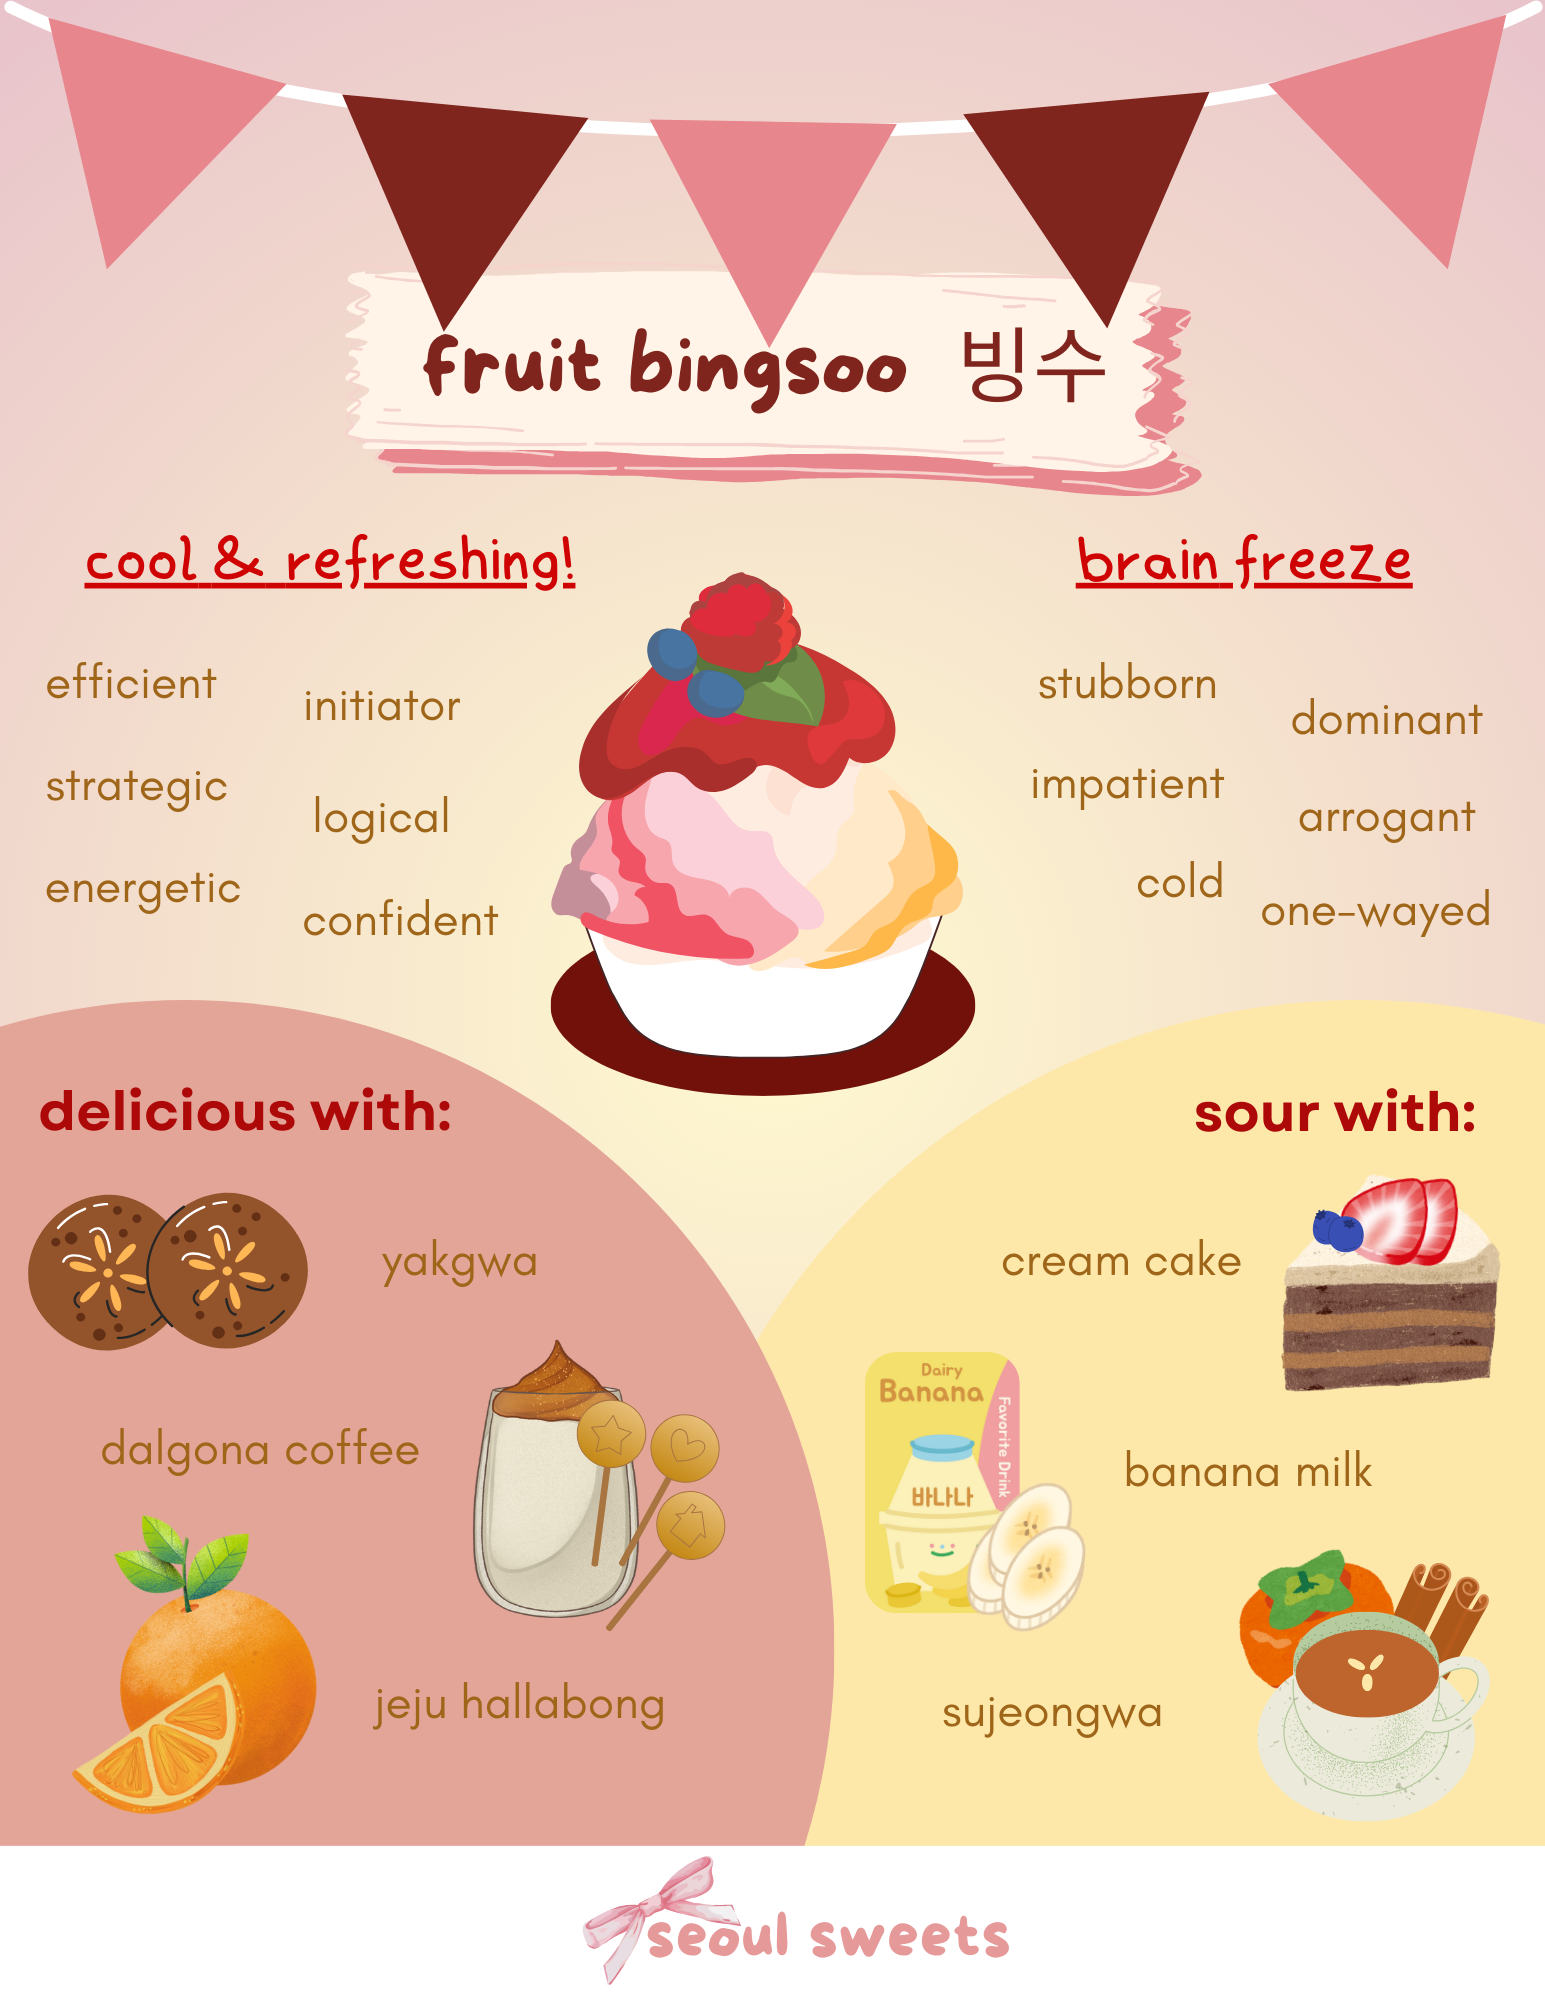 fruit bingsoo 빙수
cool & refreshing!
efficient
initiator
strategic
logical
energetic
confident
brain freeze
stubborn
dominant
impatient
arrogant
cold
one-wayed
delicious with:
yakgwa
dalgona coffee
jeju hallabong
sour with:
cream cake
Dairy
Banana
Favorite Drink
바나나
banana milk
sujeongwa
seoul sweets